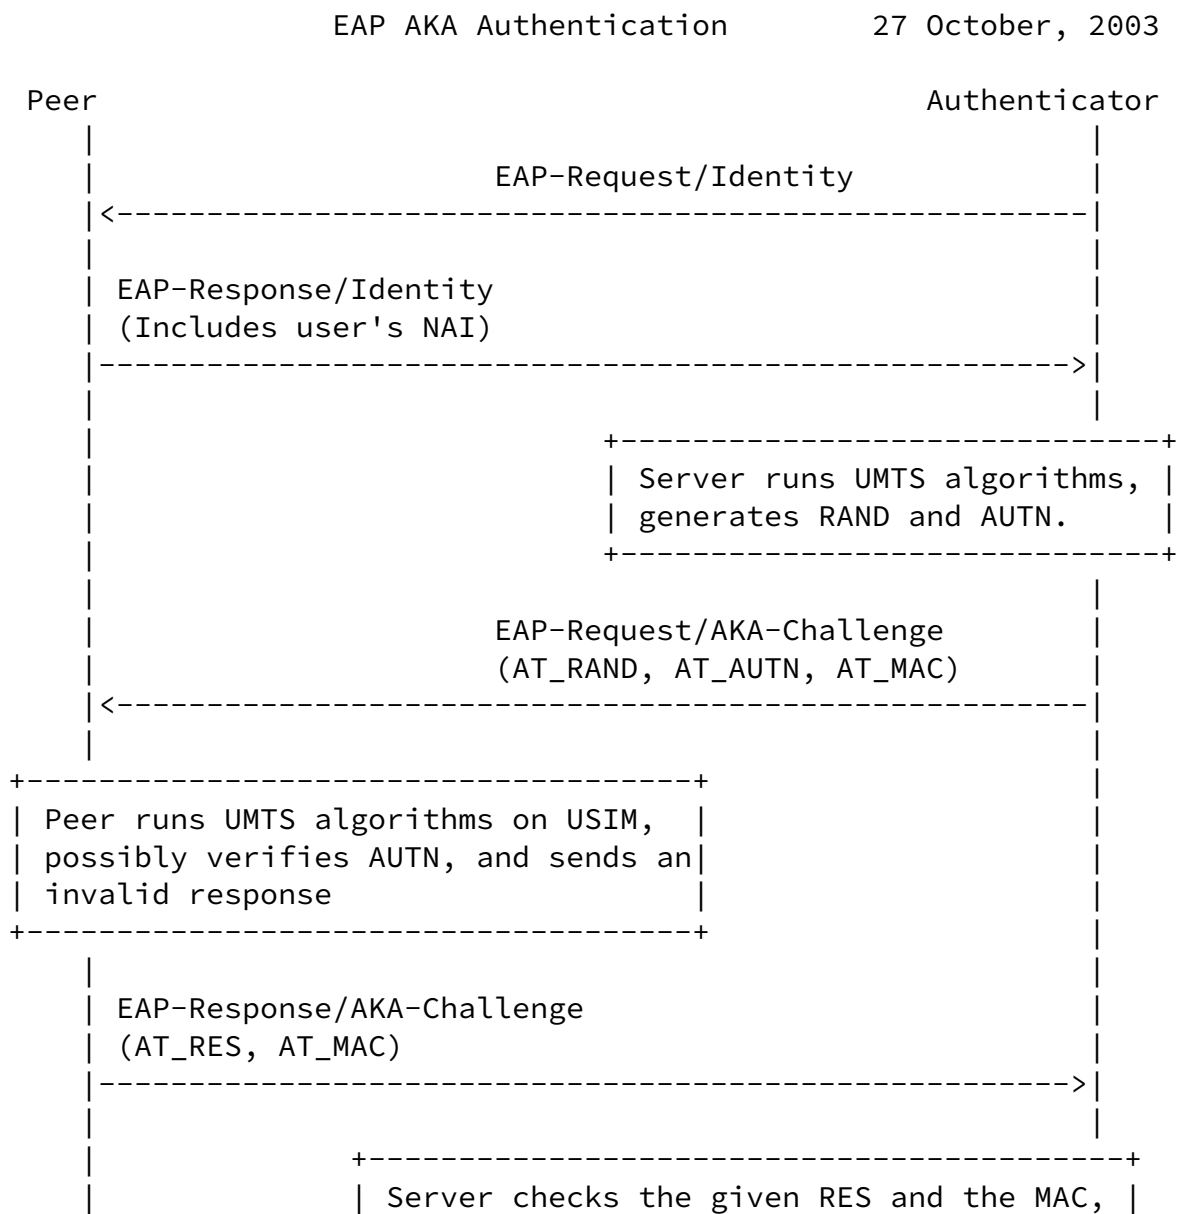 EAP AKA Authentication 27 October, 2003
Peer Authenticator
EAP-Request/Identity
EAP-Response/Identity
(Includes user's NAI)
Server runs UMTS algorithms,
generates RAND and AUTN.
EAP-Request/AKA-Challenge
(AT_RAND, AT_AUTN, AT_MAC)
Peer runs UMTS algorithms on USIM,
possibly verifies AUTN, and sends an
invalid response
EAP-Response/AKA-Challenge
(AT_RES, AT_MAC)
Server checks the given RES and the MAC,